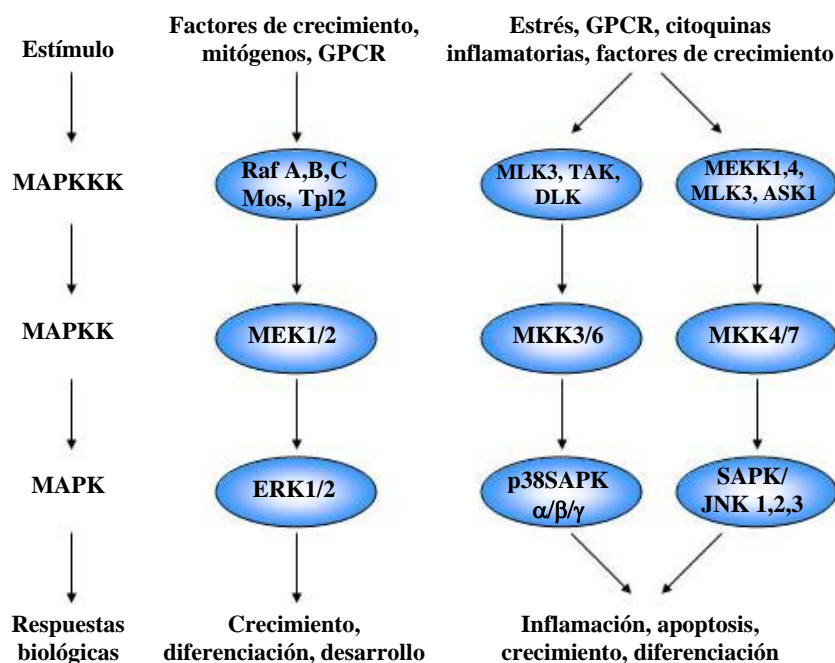 Estímulo
Factores de crecimiento,
mitógenos, GPCR
Estrés, GPCR, citoquinas
inflamatorias, factores de crecimiento
MAPKKK
Raf A,B,C
Mos, Tpl2
MLK3, TAK,
DLK
MEKK1,4,
MLK3, ASK1
MAPKK
MEK1/2
MKK3/6
MKK4/7
MAPK
ERK1/2
p38SAPK
α/β/γ
SAPK/
JNK 1,2,3
Respuestas
biológicas
Crecimiento,
diferenciación, desarrollo
Inflamación, apoptosis,
crecimiento, diferenciación